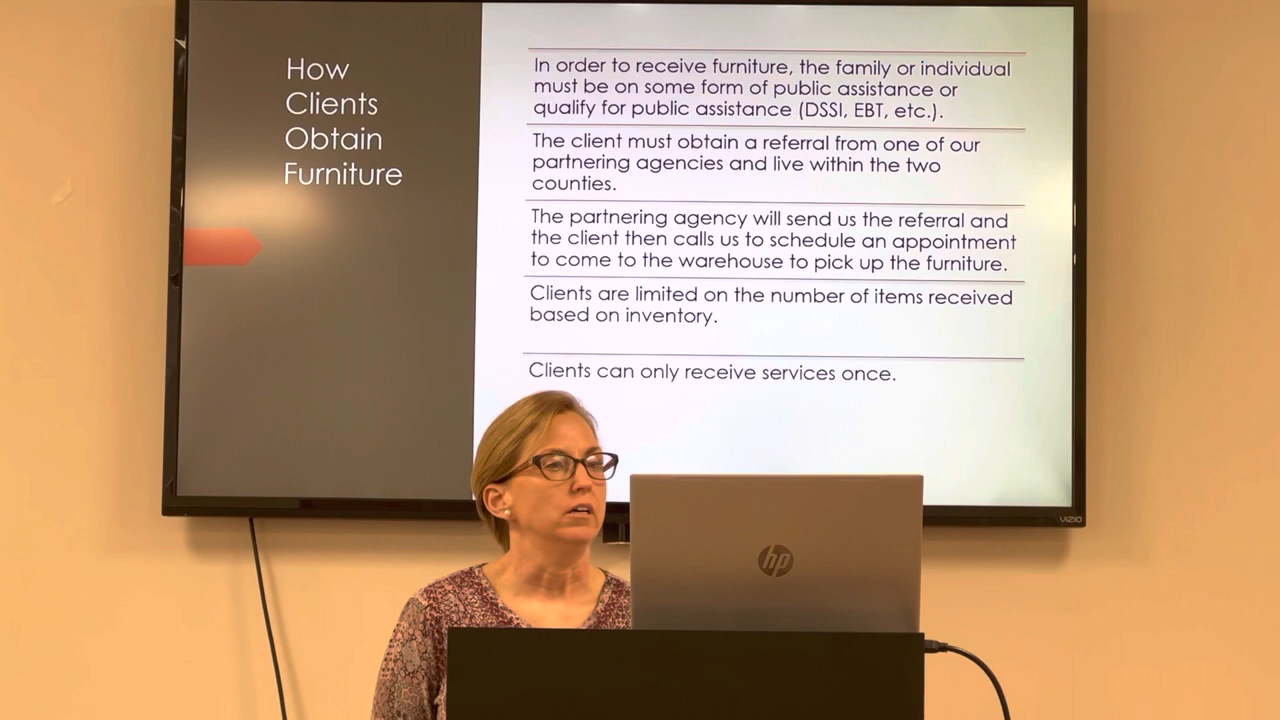 How
Clients
Obtain
Furniture
In order to receive furniture, the family or individual
must be on some form of public assistance or
qualify for public assistance (DSSI, EBT, etc.).
The client must obtain a referral from one of our
partnering agencies and live within the two
counties.
The partnering agency will send us the referral and
the client then calls us to schedule an appointment
to come to the warehouse to pick up the furniture.
Clients are limited on the number of items received
based on inventory.
Clients can only receive services once.
VIZIO
hp